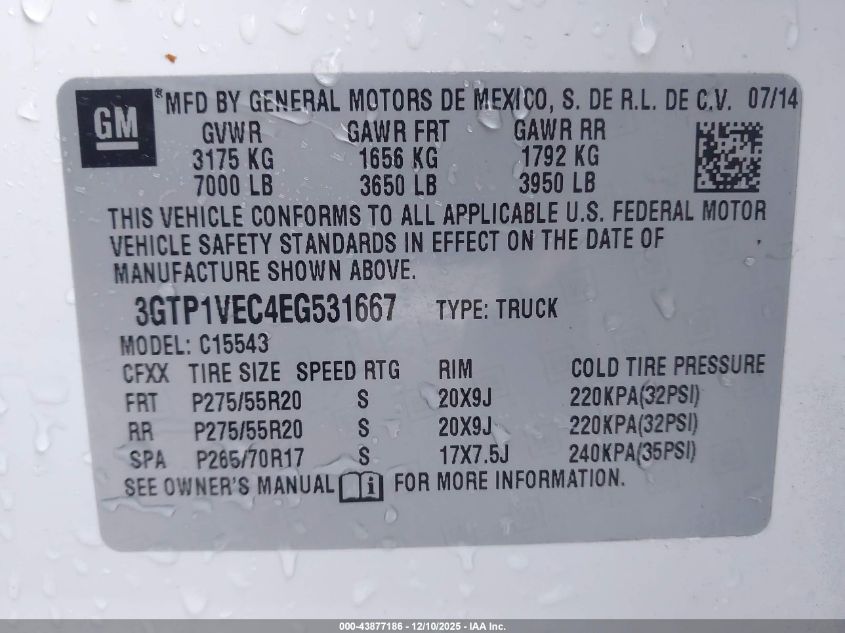 GM ®MFD BY GENERAL MOTORS DE MEXICO, S. DE R.L. DE C.V. 07/14
GVWR GAWR FRT GAWR RR
3175 KG 1656 KG 1792 KG
7000 LB 3650 LB 3950 LB
THIS VEHICLE CONFORMS TO ALL APPLICABLE U.S. FEDERAL MOTOR
VEHICLE SAFETY STANDARDS IN EFFECT ON THE DATE OF
MANUFACTURE SHOWN ABOVE.
3GTP1VEC4EG531667 TYPE: TRUCK
MODEL: C15543
CFXX TIRE SIZE SPEED RTG RIM COLD TIRE PRESSURE
FRT P275/55R20 S 20X9J 220KPA(32PSI)
RR P275/55R20 S 20X9J 220KPA(32PSI)
SPA P265/70R17 S 17X7.5J 240KPA(35PSI)
SEE OWNER'S MANUAL i FOR MORE INFORMATION.
000-43877186 - 12/10/2025 - IAA Inc.